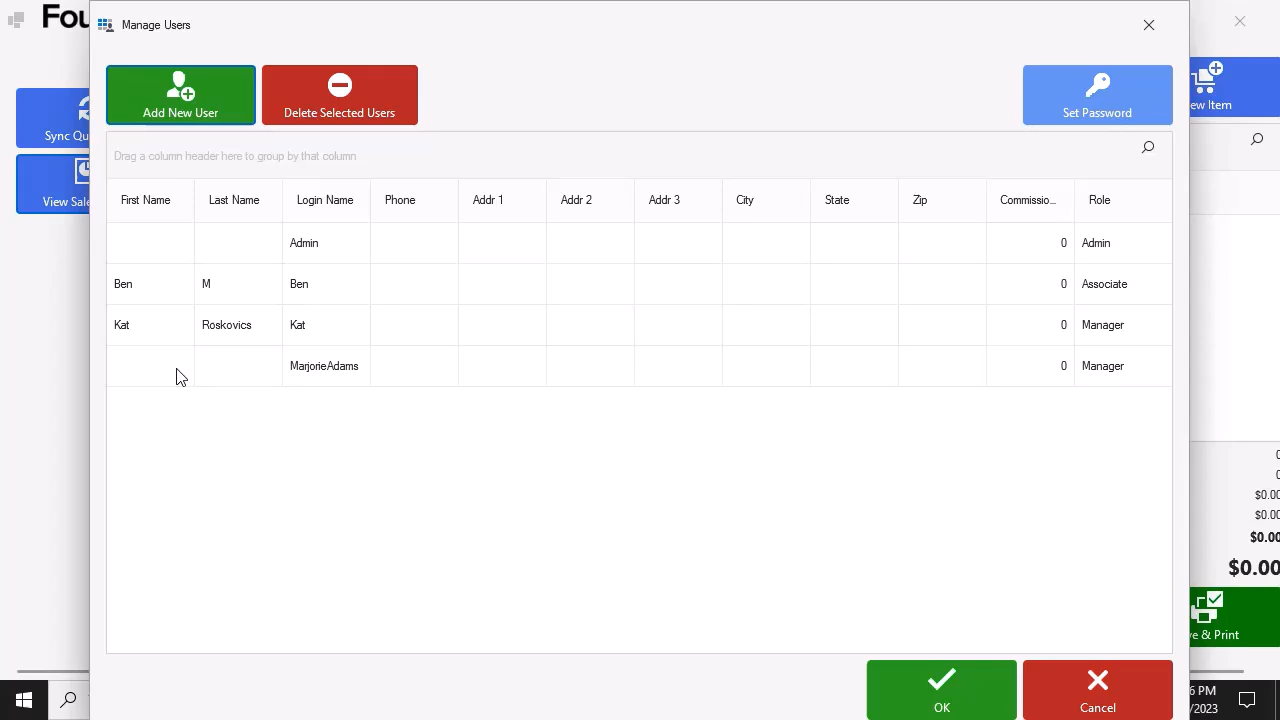 Fou
Manage Users
Add New User
Delete Selected Users
Set Password
ew Item
Sync Qu
View Sale
Drag a column header here to group by that column
First Name Last Name Login Name Phone Addr 1 Addr 2 Addr 3 City State Zip Commissio... Role
Admin 0 Admin
Ben M Ben 0 Associate
Kat Roskovics Kat 0 Manager
MarjorieAdams 0 Manager
0
0
$0.00
$0.00
$0.00
$0.00
e & Print
OK
Cancel
6 PM
/2023